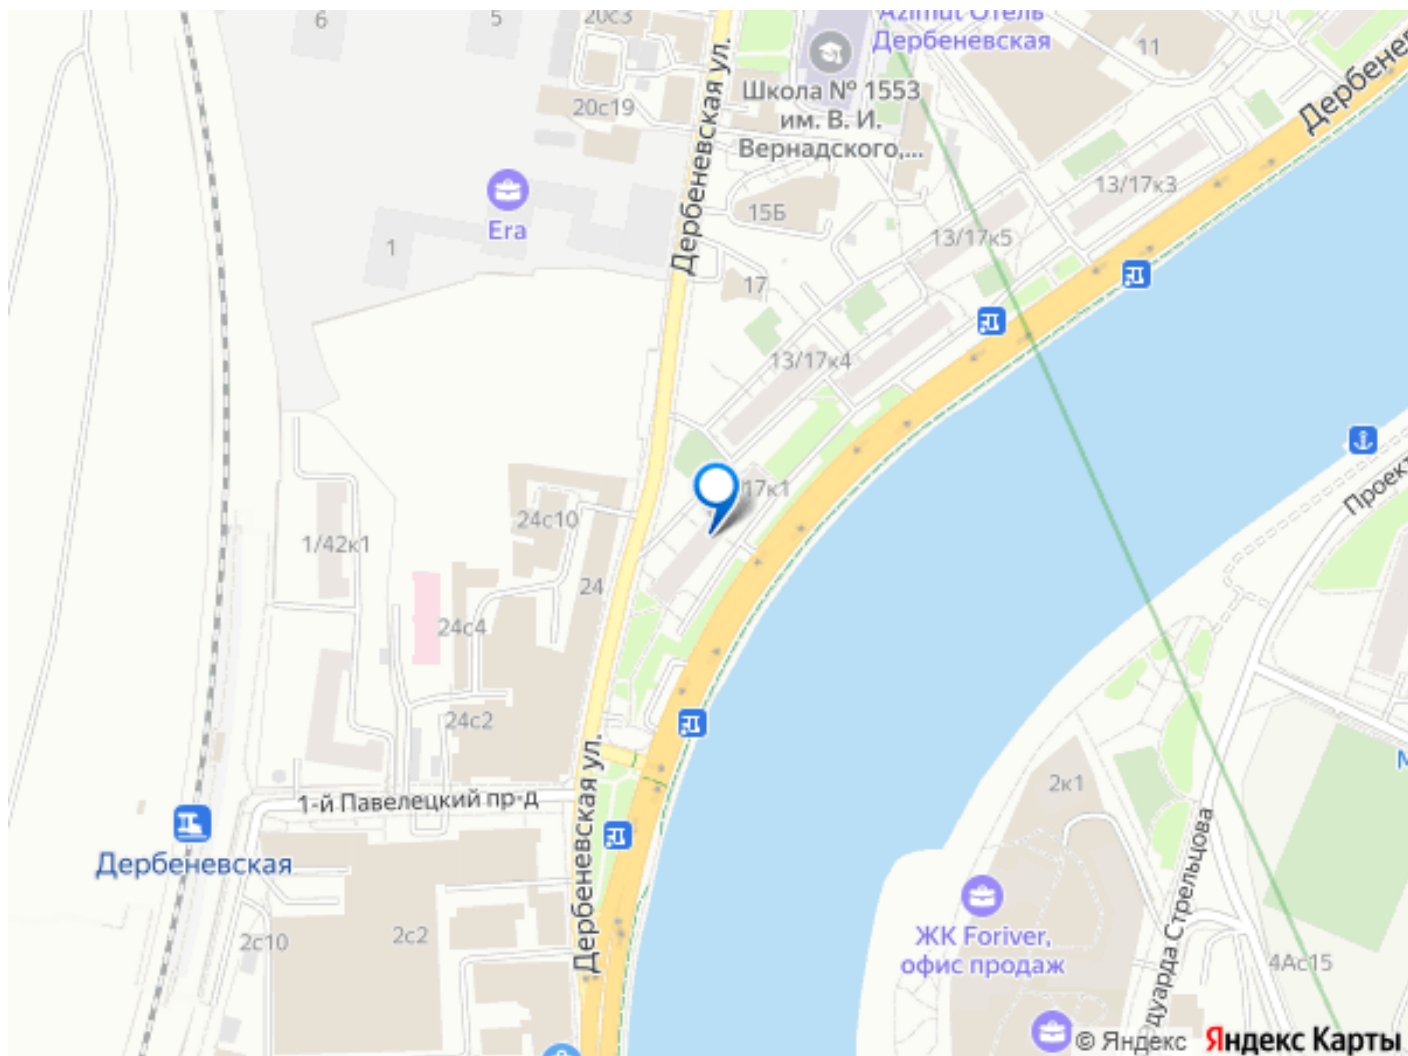 6
5
20с3
Azimut Отель
Дербеневская
11
Дербенев
Школа № 1553
им. В. И.
Вернадского,...
20с19
Дербеневская ул.
Era
1
15Б
13/17к3
13/17к5
17
13/17к4
17к1
24с10
1/42к1
24
24с4
24с2
Проект
Дербеневская ул.
1-й Павелецкий пр-д
Дербеневская
2к1
М
2с10
2с2
ЖК Foriver,
офис продаж
Эдуарда Стрельцова
4Ас15
© Яндекс Яндекс Карты